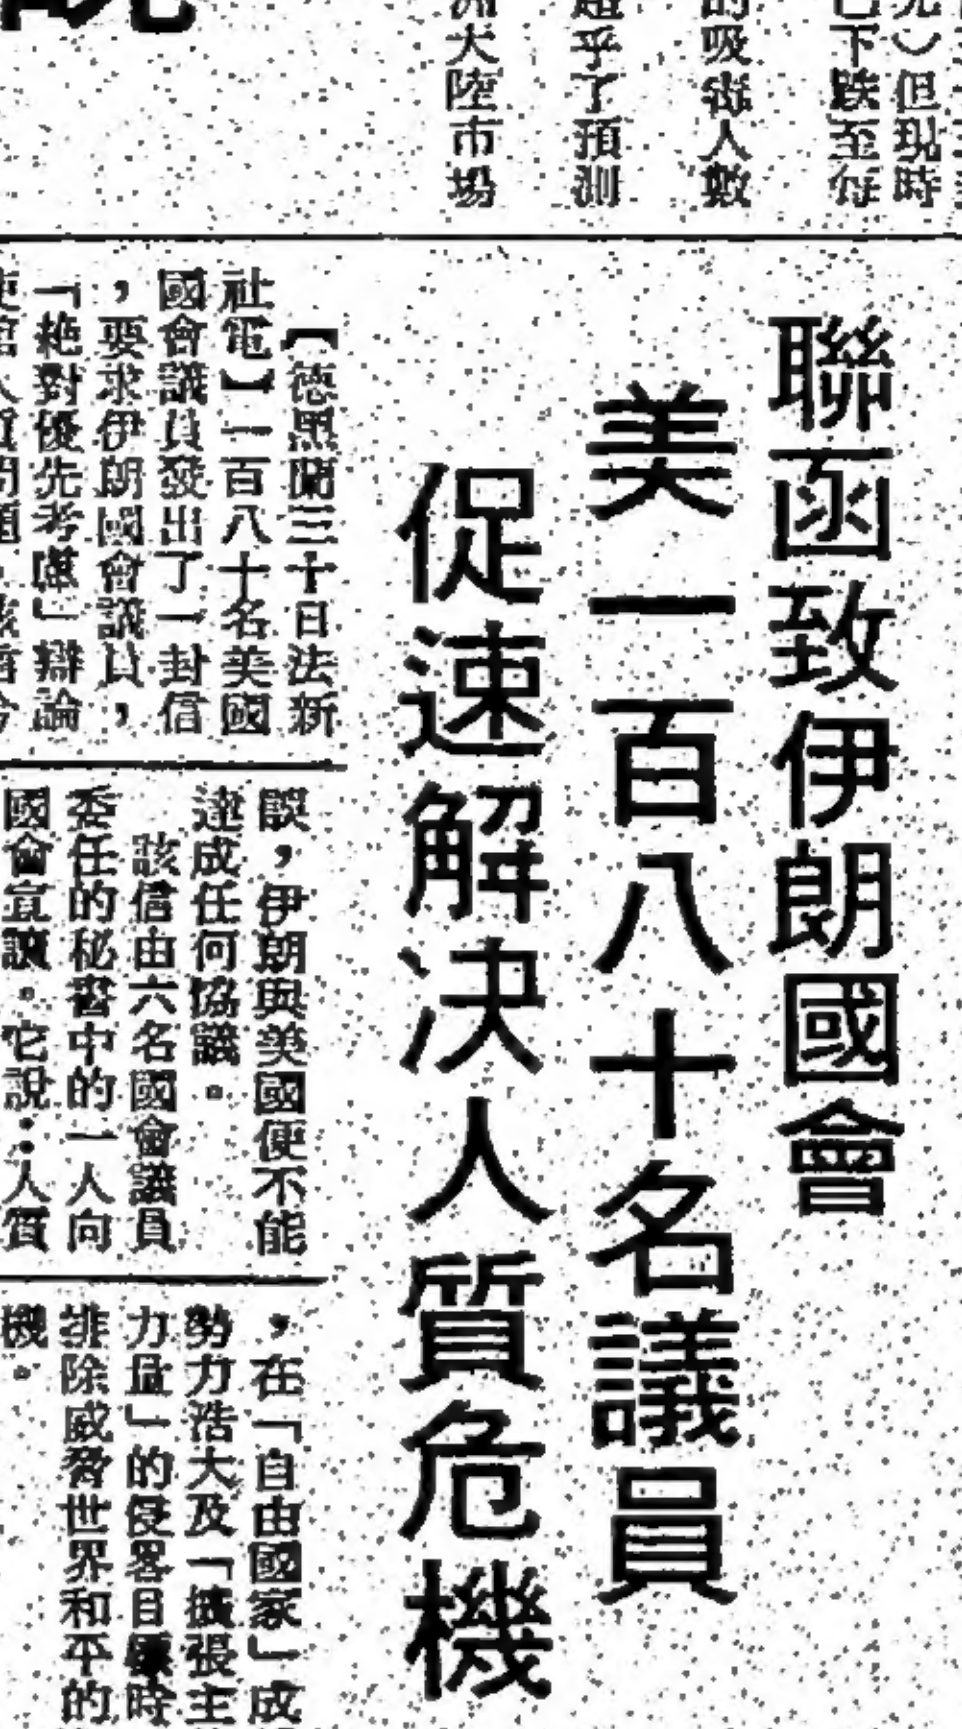 但現時
已下跌至每
的吸毒人數
超乎了預測
洲大陸市場
聯函致伊朗國會
美一百八十名議員
促速解決人質危機
【德黑蘭三十日法新
社電】一百八十名美國
國會議員發出了一封信
，要求伊朗國會議員，
「絕對優先考慮」辯論
誤，伊朗與美國便不能
達成任何協議。
該信由六名國會議員
委任的秘書中的一人向
國會宣讀。它說：人質
，在「自由國家」成
勢力浩大及「擴張主
力量」的侵略目標時
排除威脅世界和平的
機。